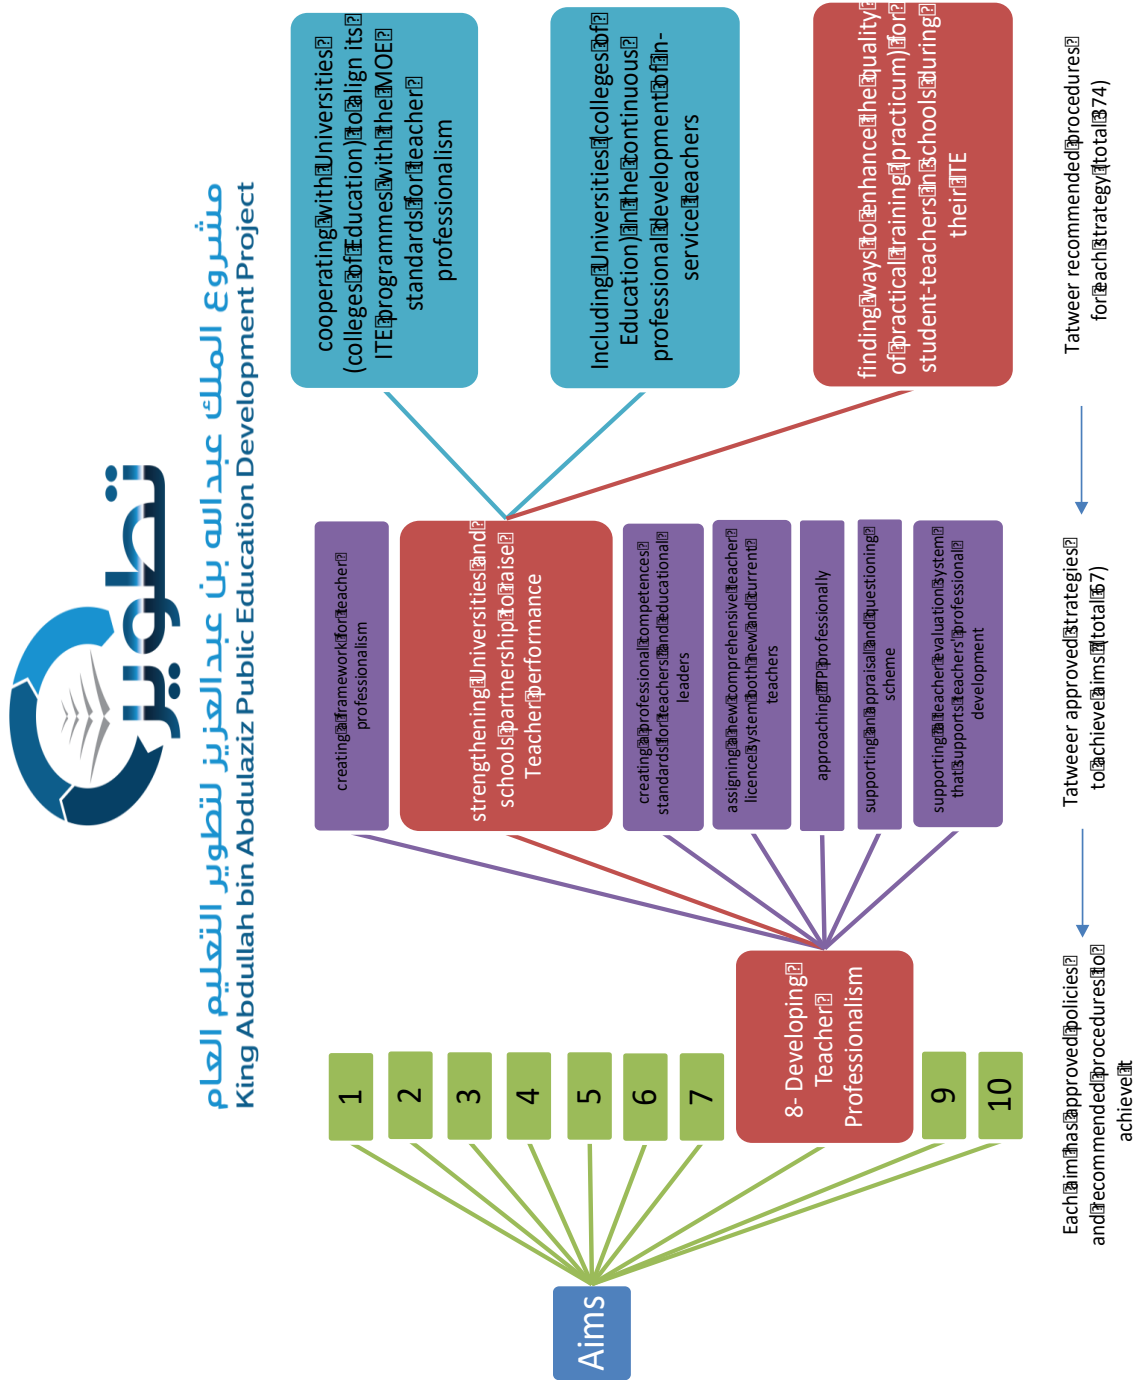 تطوير
مشروع الملك عبدالله بن عبدالعزيز لتطوير التعليم العام
King Abdullah bin Abdulaziz Public Education Development Project
Aims
1
2
3
4
5
6
7
8- Developing
Teacher
Professionalism
9
10
creating a framework for teacher
professionalism
strengthening Universities and
schools partnership to raise
Teacher performance
creating a professional competences
standards for teachers and educational
leaders
assigning a new comprehensive teacher
licence system both new and current
teachers
approaching professionally
supporting an appraisal and questioning
scheme
supporting a teacher evaluation system
that supports teachers' professional
development
cooperating with Universities
(colleges of Education) to align its
ITE programmes with the MOE
standards for teacher
professionalism
Including Universities (colleges of
Education) in the continuous
professional development of in-
service teachers
finding ways to enhance the quality
of practical training (practicum) for
student-teachers in schools during
their ITE
Each aim has approved policies
and recommended procedures to
achieve it
Tatweer approved strategies
to achieve aims (total 67)
Tatweer recommended procedures
for each strategy (total 374)